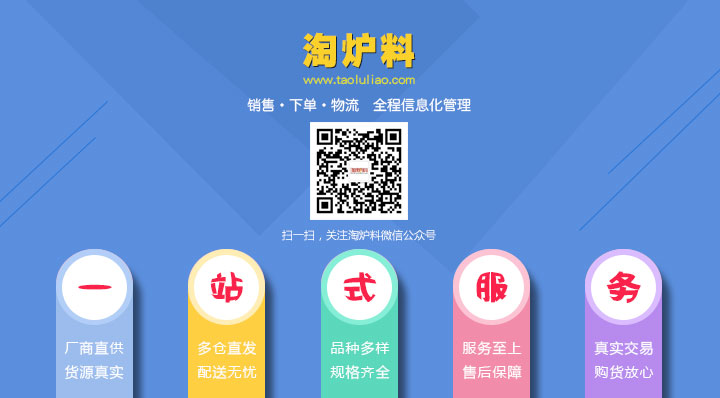 淘炉料
www.taoluliao.com
销售·下单·物流 全程信息化管理
淘炉料
扫一扫，关注淘炉料微信公众号
一 站 式 服 务
厂商直供 多仓直发 品种多样 服务至上 真实交易
货源真实 配送无忧 规格齐全 售后保障 购货放心